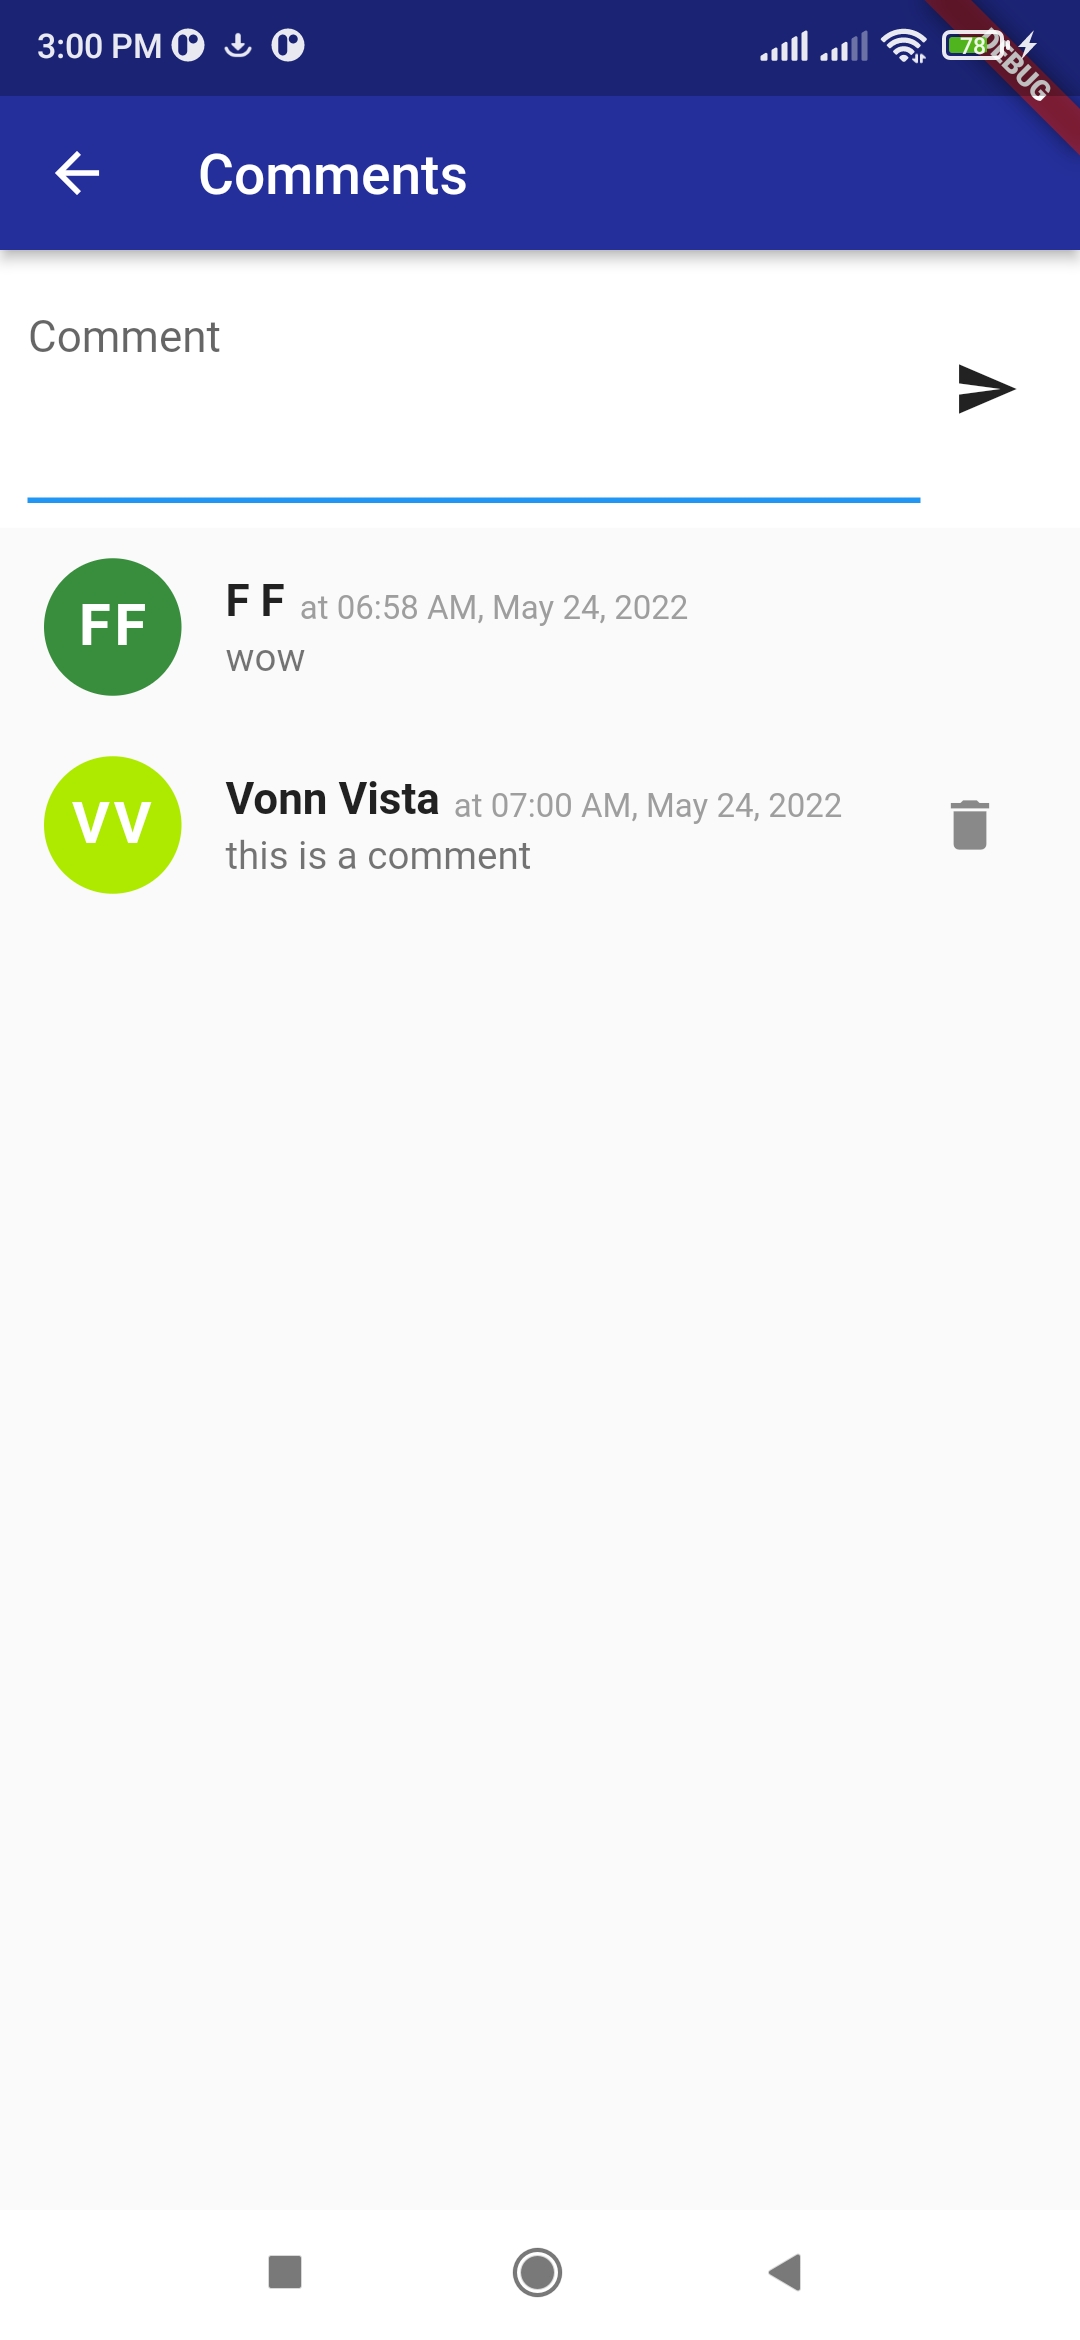 3:00 PM
78
DEBUG
Comments
Comment
FF
F F at 06:58 AM, May 24, 2022
wow
VV
Vonn Vista at 07:00 AM, May 24, 2022
this is a comment